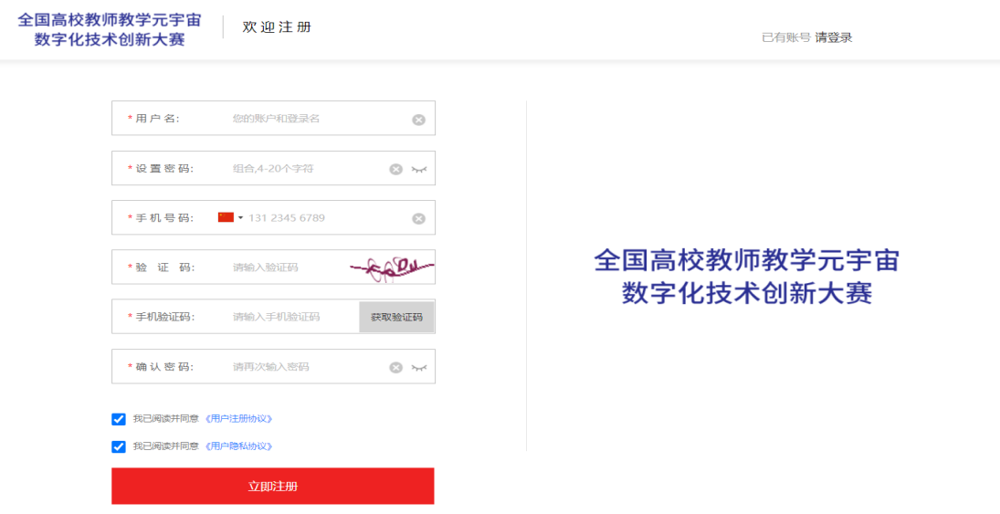 全国高校教师教学元宇宙
数字化技术创新大赛
欢迎注册
已有账号 请登录
* 用 户 名: 您的账户和登录名
* 设 置 密 码: 组合,4-20个字符
* 手 机 号 码: 131 2345 6789
* 验 证 码: 请输入验证码
* 手机验证码: 请输入手机验证码 获取验证码
* 确 认 密 码: 请再次输入密码
我已阅读并同意 《用户注册协议》
我已阅读并同意 《用户隐私协议》
立即注册
全国高校教师教学元宇宙
数字化技术创新大赛